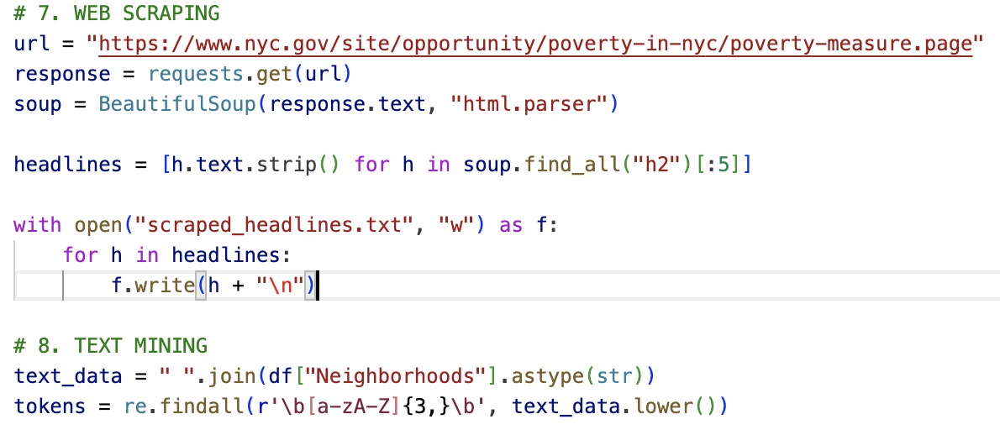 # 7. WEB SCRAPING
url = "https://www.nyc.gov/site/opportunity/poverty-in-nyc/poverty-measure.page"
response = requests.get(url)
soup = BeautifulSoup(response.text, "html.parser")
headlines = [h.text.strip() for h in soup.find_all("h2")[:5]]
with open("scraped_headlines.txt", "w") as f:
    for h in headlines:
        f.write(h + "\n")
# 8. TEXT MINING
text_data = " ".join(df["Neighborhoods"].astype(str))
tokens = re.findall(r'\b[a-zA-Z]{3,}\b', text_data.lower())